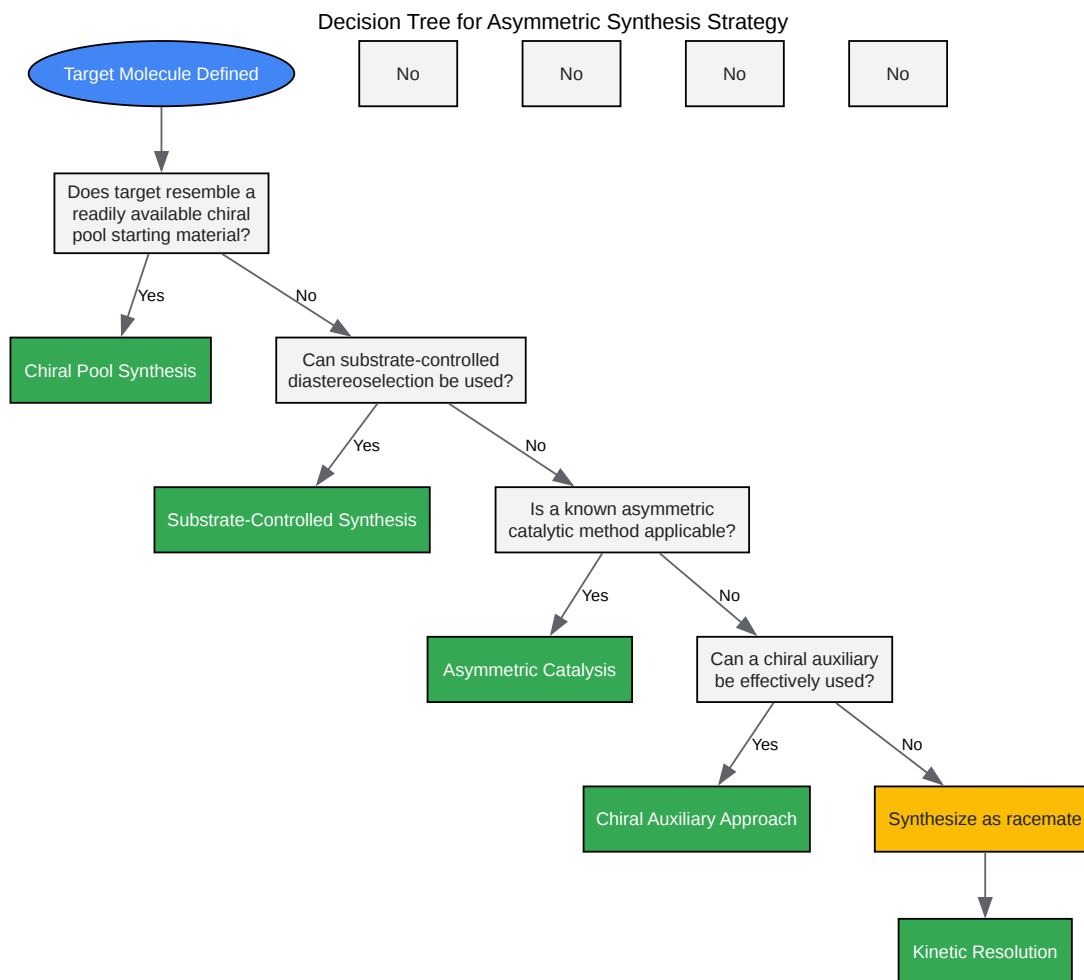 Decision Tree for Asymmetric Synthesis Strategy
Target Molecule Defined
No
No
No
No
Does target resemble a
readily available chiral
pool starting material?
Yes
No
Chiral Pool Synthesis
Can substrate-controlled
diastereoselection be used?
Yes
No
Substrate-Controlled Synthesis
Is a known asymmetric
catalytic method applicable?
Yes
No
Asymmetric Catalysis
Can a chiral auxiliary
be effectively used?
Yes
No
Chiral Auxiliary Approach
Synthesize as racemate
Kinetic Resolution